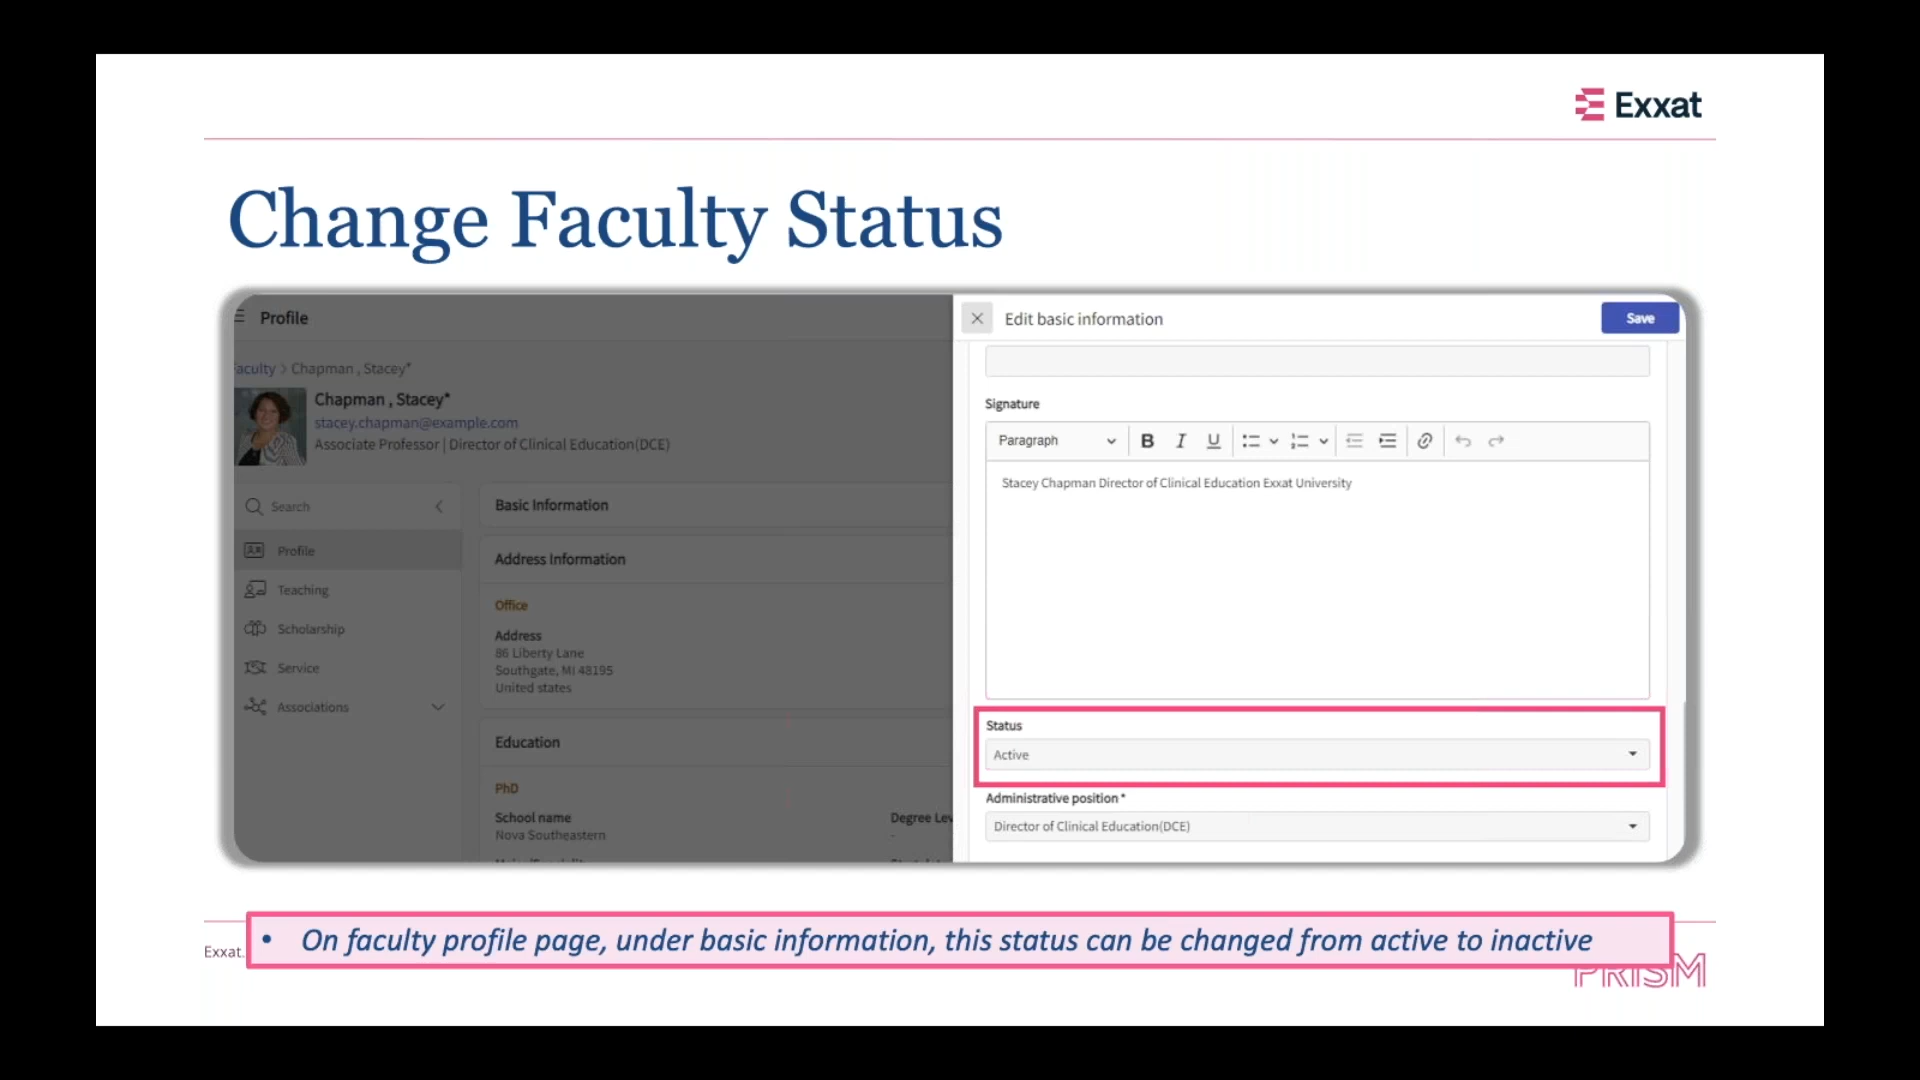 Exxat
Change Faculty Status
Profile
Faculty > Chapman , Stacey*
Chapman , Stacey*
stacey.chapman@example.com
Associate Professor | Director of Clinical Education(DCE)
Search
Profile
Teaching
Scholarship
Service
Associations
Basic Information
Address Information
Office
Address
86 Liberty Lane
Southgate, MI 48195
United states
Education
PhD
School name
Degree Lev
Nova Southeastern
-
Edit basic information
Save
Signature
Paragraph
B I U
Stacey Chapman Director of Clinical Education Exxat University
Status
Active
Administrative position *
Director of Clinical Education(DCE)
• On faculty profile page, under basic information, this status can be changed from active to inactive
Exxat.
PRISM